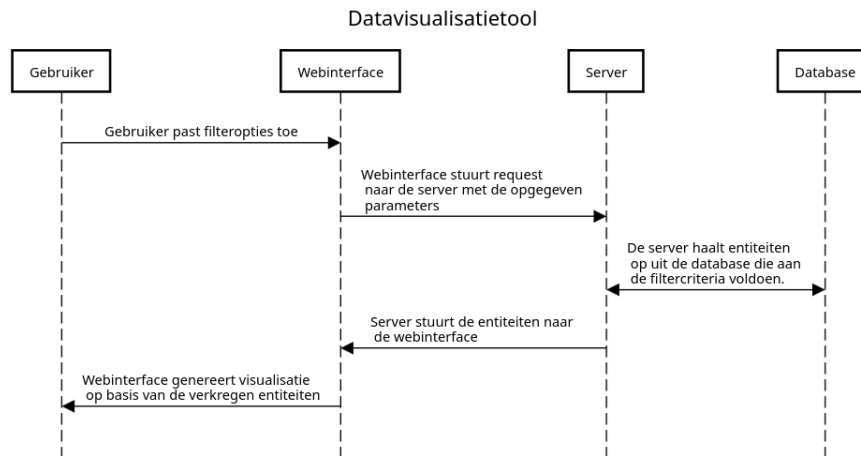 Datavisualisatietool
Gebruiker
Webinterface
Server
Database
Gebruiker past filteropties toe
Webinterface stuurt request
naar de server met de opgegeven
parameters
De server haalt entiteiten
op uit de database die aan
de filtercriteria voldoen.
Server stuurt de entiteiten naar
de webinterface
Webinterface genereert visualisatie
op basis van de verkregen entiteiten